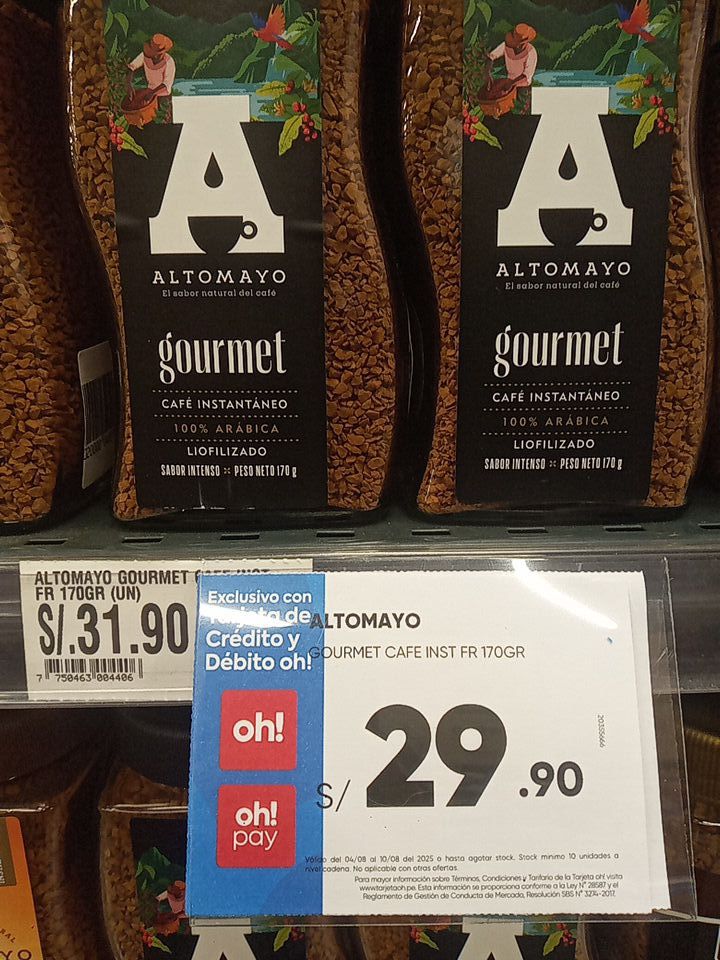 A
ALTOMAYO
El sabor natural del café
gourmet
CAFÉ INSTANTÁNEO
100% ARÁBICA
LIOFILIZADO
SABOR INTENSO PESO NETO 170 g
A
ALTOMAYO
El sabor natural del café
gourmet
CAFÉ INSTANTÁNEO
100% ARÁBICA
LIOFILIZADO
SABOR INTENSO PESO NETO 170 g
ALTOMAYO GOURMET CAFE INST
FR 170GR (UN)
S/.31.90
7 750463 004406
Exclusivo con
Tarjeta de
Crédito y
Débito oh!
oh!
oh!
pay
ALTOMAYO
GOURMET CAFE INST FR 170GR
S/ 29.90
20335666
Válido del 04/08 al 10/08 del 2025 o hasta agotar stock. Stock mínimo 10 unidades a
nivel cadena. No aplicable con otras ofertas.
Para mayor información sobre Términos, Condiciones y Tarifario de la Tarjeta oh! visita
www.tarjetaoh.pe. Esta información se proporciona conforme a la Ley N° 28587 y el
Reglamento de Gestión de Conducta de Mercado, Resolución SBS N° 3274-2017.